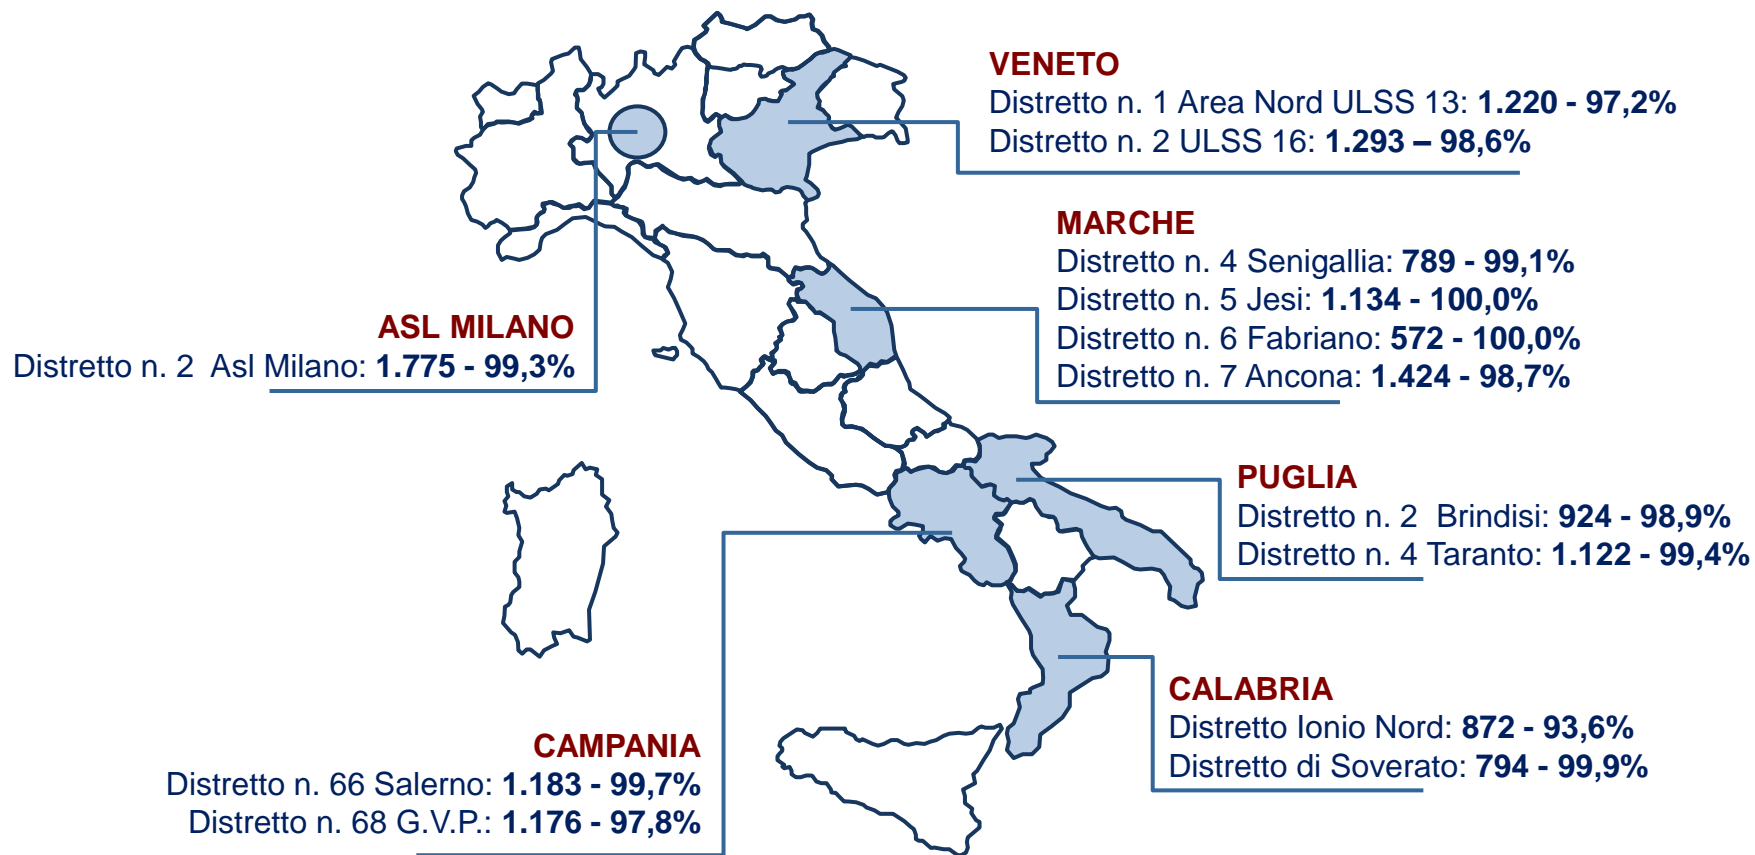 VENETO
Distretto n. 1 Area Nord ULSS 13: 1.220 - 97,2%
Distretto n. 2 ULSS 16: 1.293 – 98,6%
MARCHE
Distretto n. 4 Senigallia: 789 - 99,1%
Distretto n. 5 Jesi: 1.134 - 100,0%
Distretto n. 6 Fabriano: 572 - 100,0%
Distretto n. 7 Ancona: 1.424 - 98,7%
ASL MILANO
Distretto n. 2 Asl Milano: 1.775 - 99,3%
PUGLIA
Distretto n. 2 Brindisi: 924 - 98,9%
Distretto n. 4 Taranto: 1.122 - 99,4%
CALABRIA
Distretto Ionio Nord: 872 - 93,6%
Distretto di Soverato: 794 - 99,9%
CAMPANIA
Distretto n. 66 Salerno: 1.183 - 99,7%
Distretto n. 68 G.V.P.: 1.176 - 97,8%